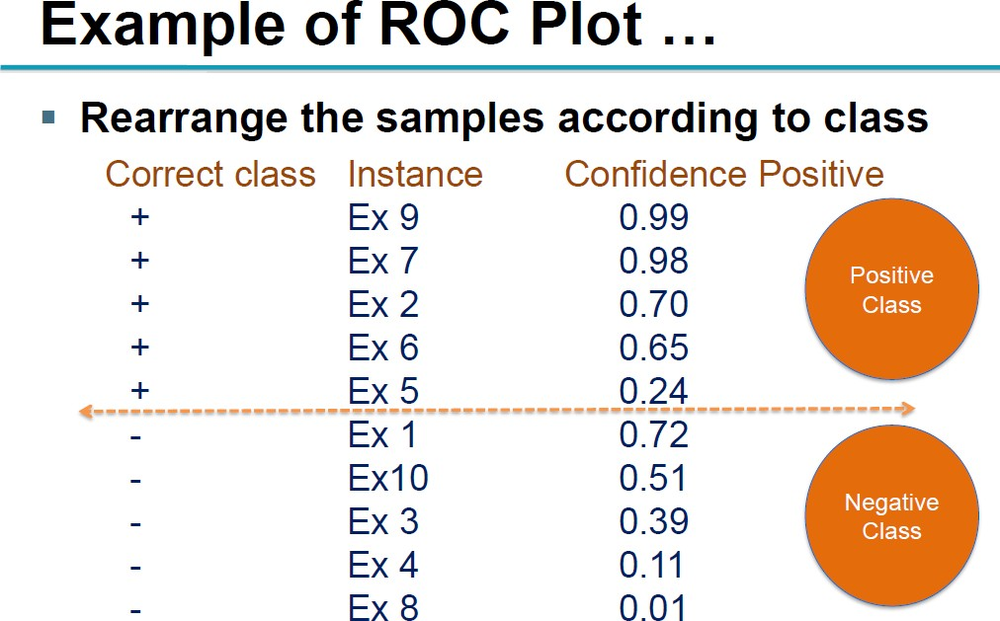 Example of ROC Plot …
Rearrange the samples according to class
Correct class Instance Confidence Positive
+ Ex 9 0.99
+ Ex 7 0.98
+ Ex 2 0.70
+ Ex 6 0.65
+ Ex 5 0.24
- Ex 1 0.72
- Ex10 0.51
- Ex 3 0.39
- Ex 4 0.11
- Ex 8 0.01
Positive
Class
Negative
Class